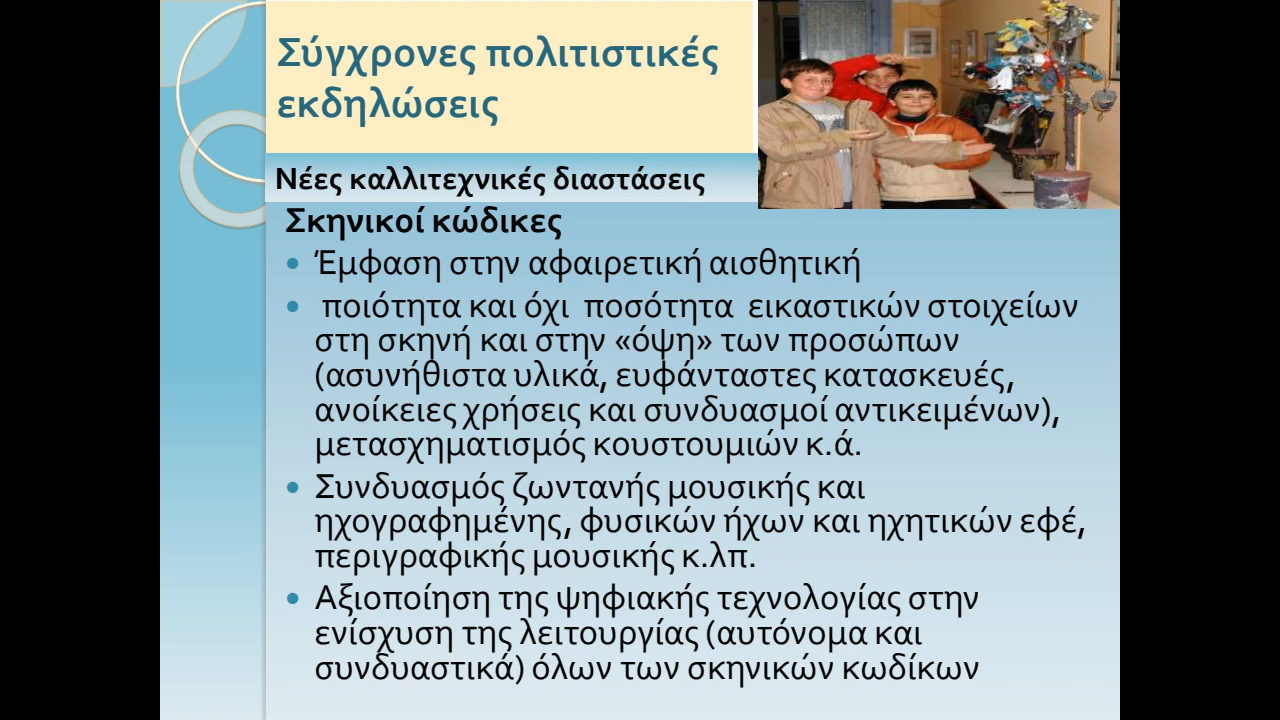 Σύγχρονες πολιτιστικές
εκδηλώσεις
Νέες καλλιτεχνικές διαστάσεις
Σκηνικοί κώδικες
• Έμφαση στην αφαιρετική αισθητική
• ποιότητα και όχι ποσότητα εικαστικών στοιχείων
στη σκηνή και στην «όψη» των προσώπων
(ασυνήθιστα υλικά, ευφάνταστες κατασκευές,
ανοίκειες χρήσεις και συνδυασμοί αντικειμένων),
μετασχηματισμός κουστουμιών κ.ά.
• Συνδυασμός ζωντανής μουσικής και
ηχογραφημένης, φυσικών ήχων και ηχητικών εφέ,
περιγραφικής μουσικής κ.λπ.
• Αξιοποίηση της ψηφιακής τεχνολογίας στην
ενίσχυση της λειτουργίας (αυτόνομα και
συνδυαστικά) όλων των σκηνικών κωδίκων